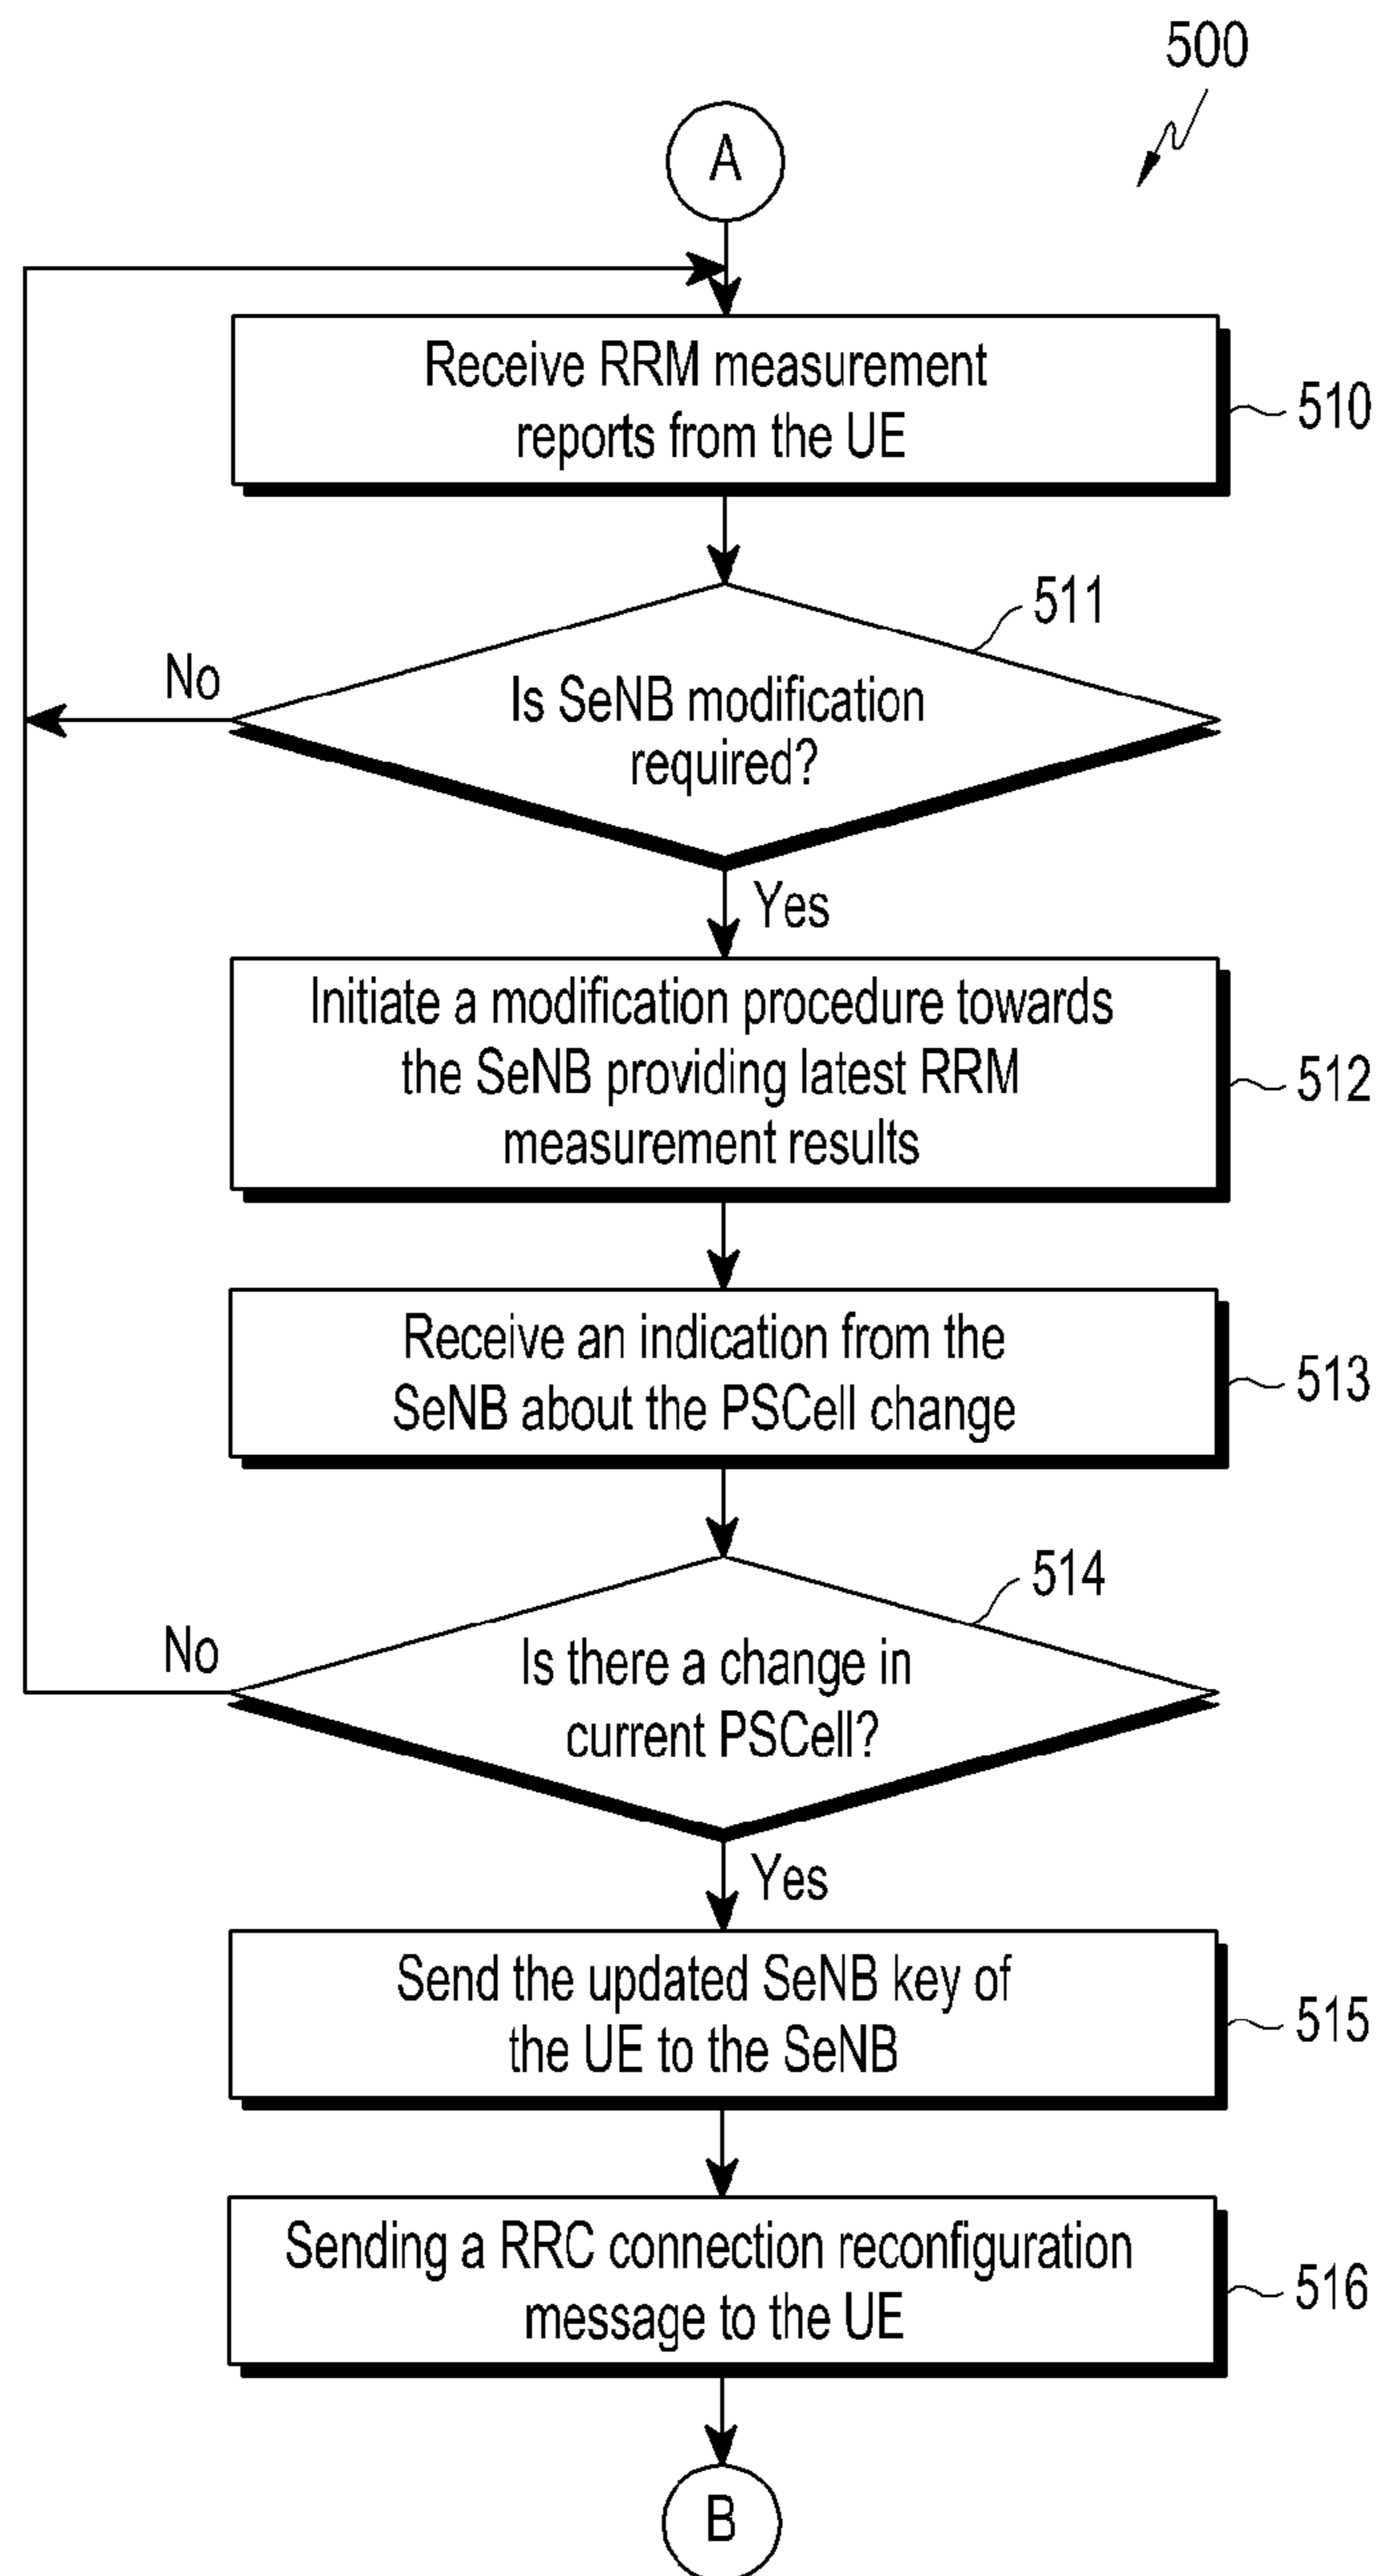 500
A
Receive RRM measurement
reports from the UE
510
511
No
Is SeNB modification
required?
Yes
Initiate a modification procedure towards
the SeNB providing latest RRM
measurement results
512
Receive an indication from the
SeNB about the PSCell change
513
514
No
Is there a change in
current PSCell?
Yes
Send the updated SeNB key of
the UE to the SeNB
515
Sending a RRC connection reconfiguration
message to the UE
516
B